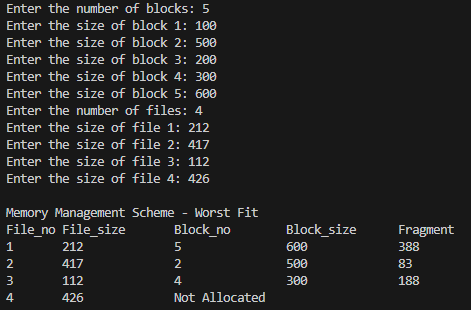 Enter the number of blocks: 5
Enter the size of block 1: 100
Enter the size of block 2: 500
Enter the size of block 3: 200
Enter the size of block 4: 300
Enter the size of block 5: 600
Enter the number of files: 4
Enter the size of file 1: 212
Enter the size of file 2: 417
Enter the size of file 3: 112
Enter the size of file 4: 426
Memory Management Scheme - Worst Fit
File_no File_size Block_no Block_size Fragment
1 212 5 600 388
2 417 2 500 83
3 112 4 300 188
4 426 Not Allocated